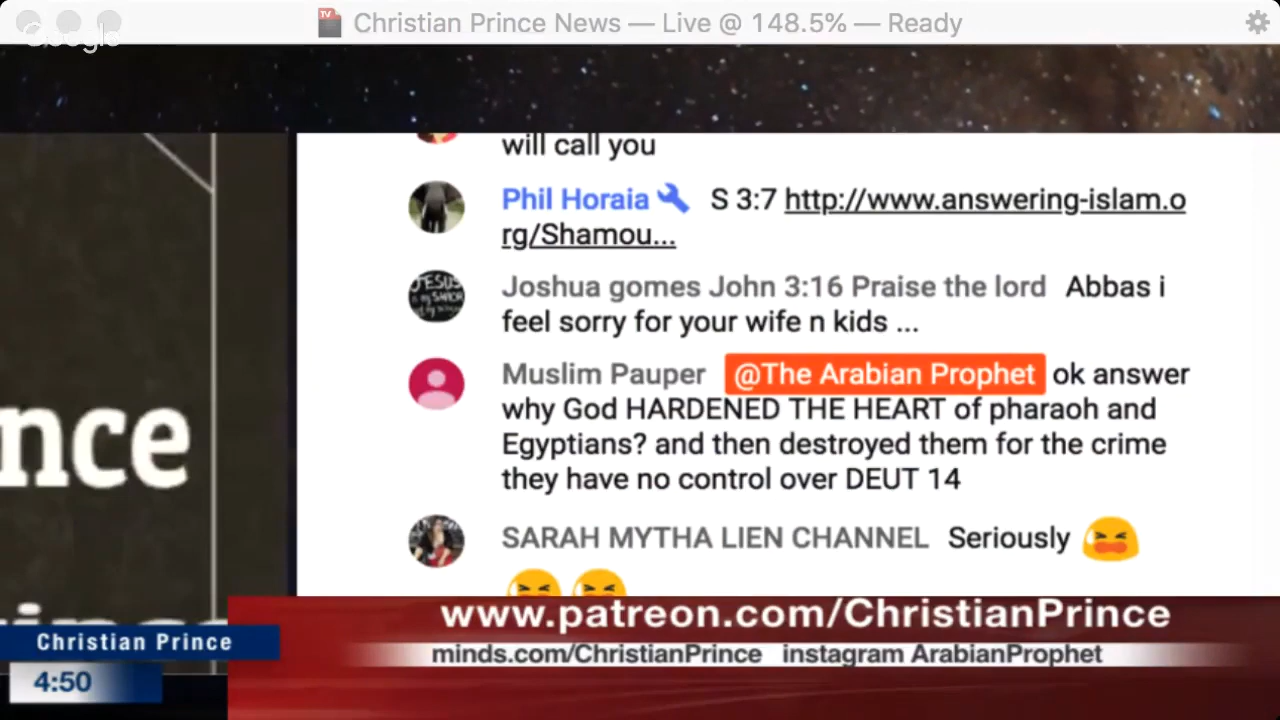 TV
Christian Prince News — Live @ 148.5% — Ready
Google
will call you
Phil Horaia S 3:7 http://www.answering-islam.o
rg/Shamou...
JESUS
Joshua gomes John 3:16 Praise the lord Abbas i
feel sorry for your wife n kids ...
Muslim Pauper @The Arabian Prophet ok answer
why God HARDENED THE HEART of pharaoh and
Egyptians? and then destroyed them for the crime
they have no control over DEUT 14
SARAH MYTHA LIEN CHANNEL Seriously
nce
www.patreon.com/ChristianPrince
Christian Prince
minds.com/ChristianPrince instagram ArabianProphet
4:50